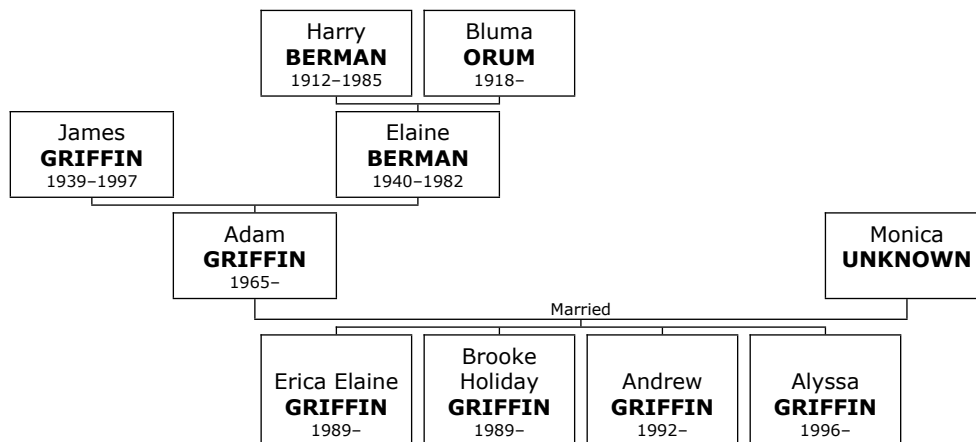 Harry
BERMAN
1912–1985
Bluma
ORUM
1918–
James
GRIFFIN
1939–1997
Elaine
BERMAN
1940–1982
Adam
GRIFFIN
1965–
Monica
UNKNOWN
Married
Erica Elaine
GRIFFIN
1989–
Brooke
Holiday
GRIFFIN
1989–
Andrew
GRIFFIN
1992–
Alyssa
GRIFFIN
1996–